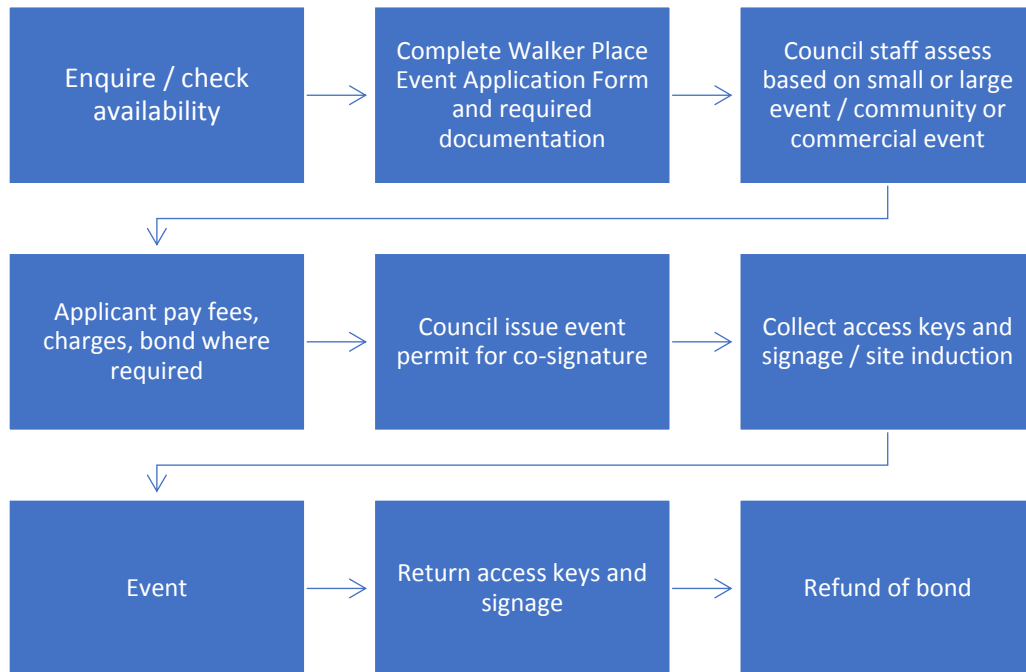 Enquire / check
availability
Complete Walker Place
Event Application Form
and required
documentation
Council staff assess
based on small or large
event / community or
commercial event
Applicant pay fees,
charges, bond where
required
Council issue event
permit for co-signature
Collect access keys and
signage / site induction
Event
Return access keys and
signage
Refund of bond